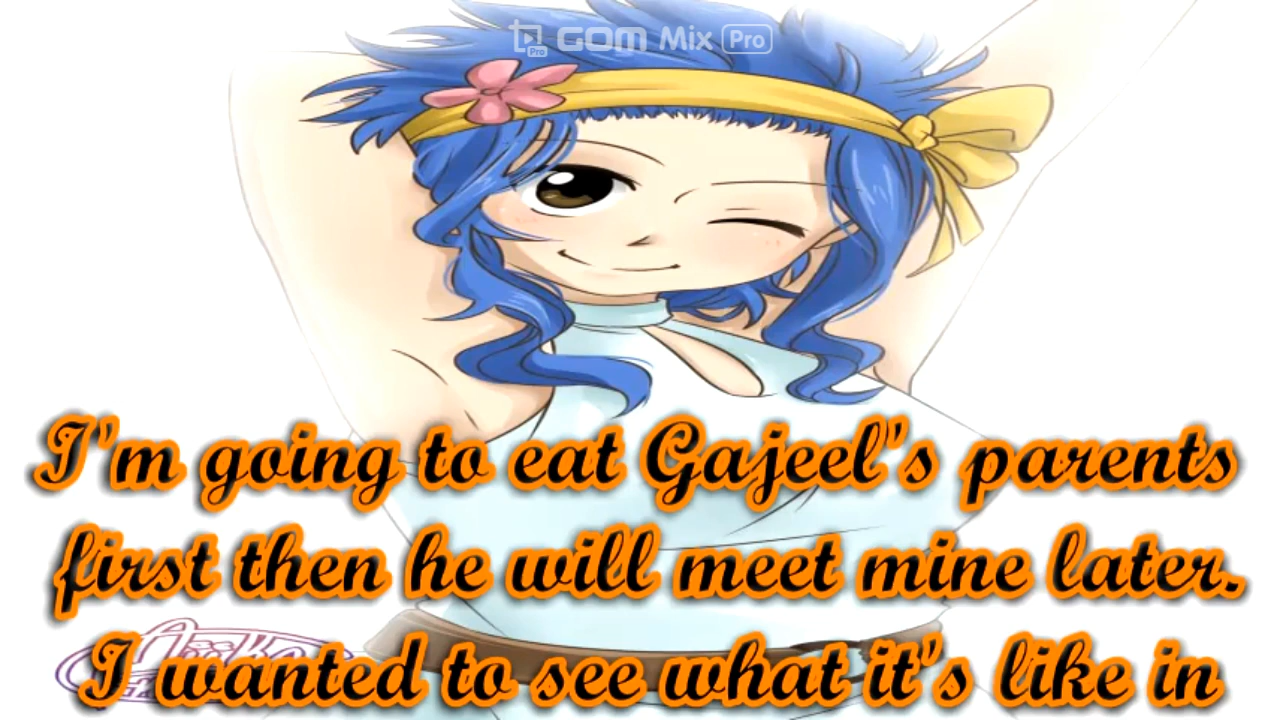 GOM Mix Pro
I'm going to eat Gajeel's parents
first then he will meet mine later.
I wanted to see what it's like in